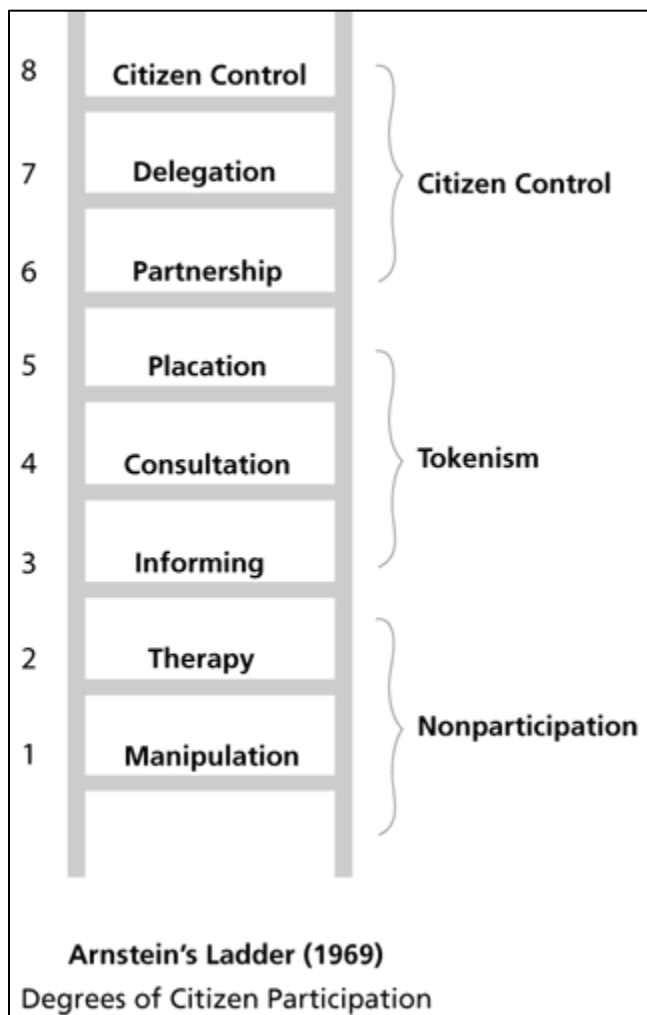 8 Citizen Control
7 Delegation
Citizen Control
6 Partnership
5 Placation
4 Consultation
Tokenism
3 Informing
2 Therapy
Nonparticipation
1 Manipulation
Arnstein's Ladder (1969)
Degrees of Citizen Participation